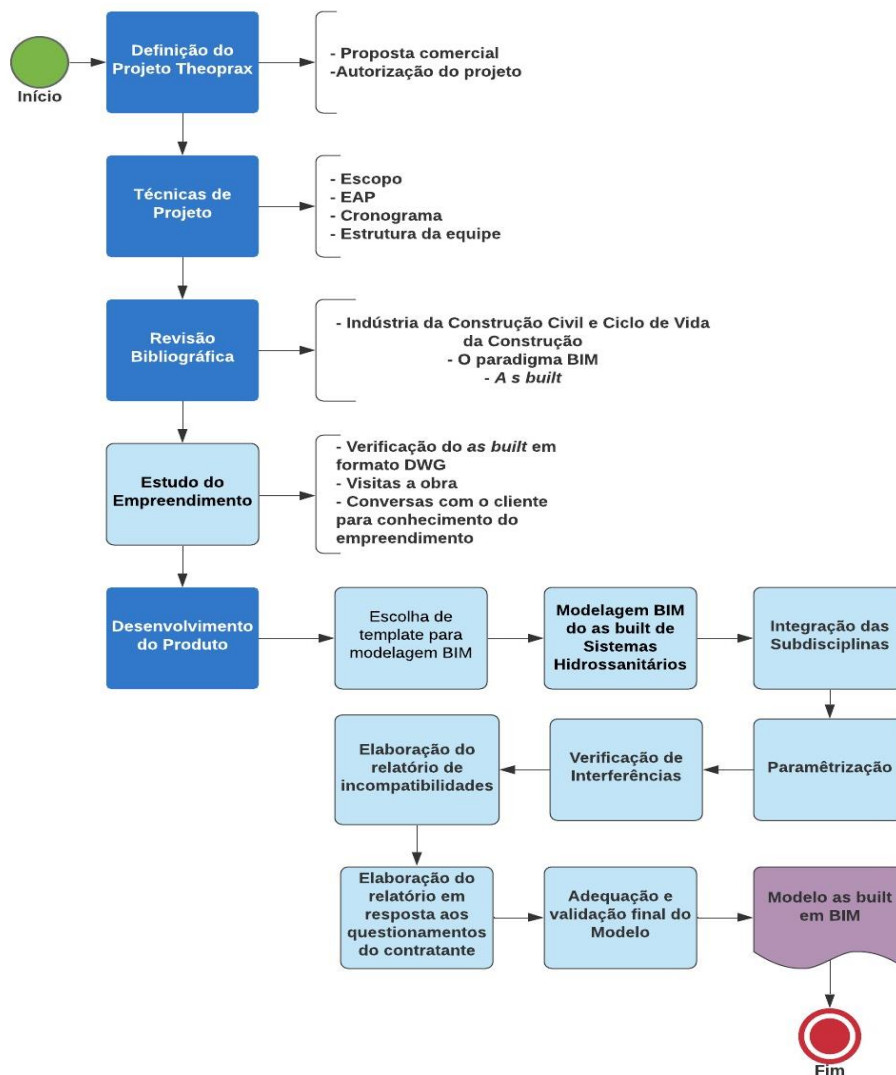 Início
Definição do
Projeto Theoprax
- Proposta comercial
-Autorização do projeto
Técnicas de
Projeto
- Escopo
- EAP
- Cronograma
- Estrutura da equipe
Revisão
Bibliográfica
- Indústria da Construção Civil e Ciclo de Vida
da Construção
- O paradigma BIM
- A s built
Estudo do
Empreendimento
- Verificação do as built em
formato DWG
- Visitas a obra
- Conversas com o cliente
para conhecimento do
empreendimento
Desenvolvimento
do Produto
Escolha de
template para
modelagem BIM
Modelagem BIM
do as built de
Sistemas
Hidrossanitários
Integração das
Subdisciplinas
Paramêtrização
Verificação de
Interferências
Elaboração do
relatório de
incompatibilidades
Elaboração do
relatório em
resposta aos
questionamentos
do contratante
Adequação e
validação final do
Modelo
Modelo as built
em BIM
Fim